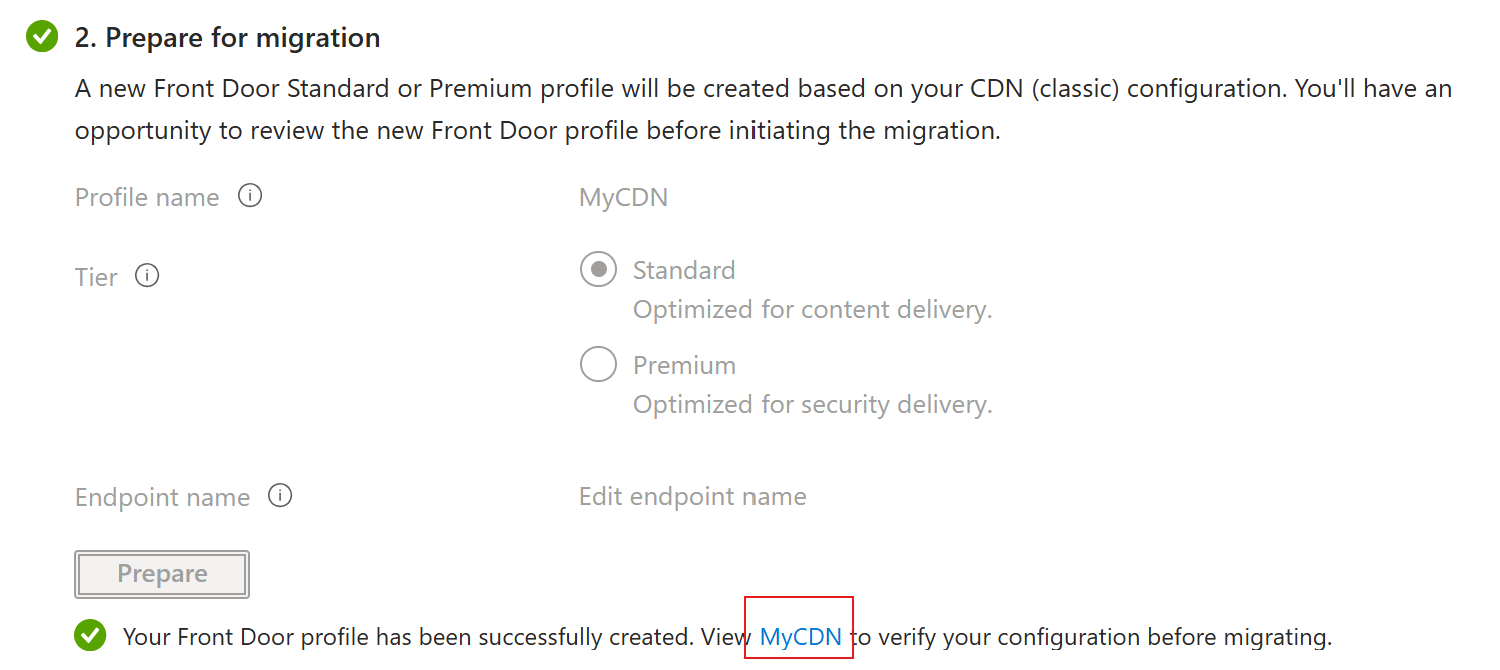 2. Prepare for migration
A new Front Door Standard or Premium profile will be created based on your CDN (classic) configuration. You'll have an
opportunity to review the new Front Door profile before initiating the migration.
Profile name
MyCDN
Tier
Standard
Optimized for content delivery.
Premium
Optimized for security delivery.
Endpoint name
Edit endpoint name
Prepare
Your Front Door profile has been successfully created. View MyCDN to verify your configuration before migrating.